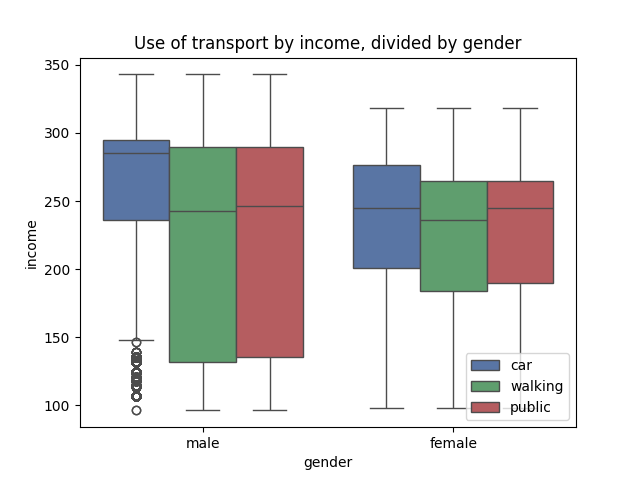 Use of transport by income, divided by gender
350
300
250
200
150
100
income
male
female
gender
car
walking
public